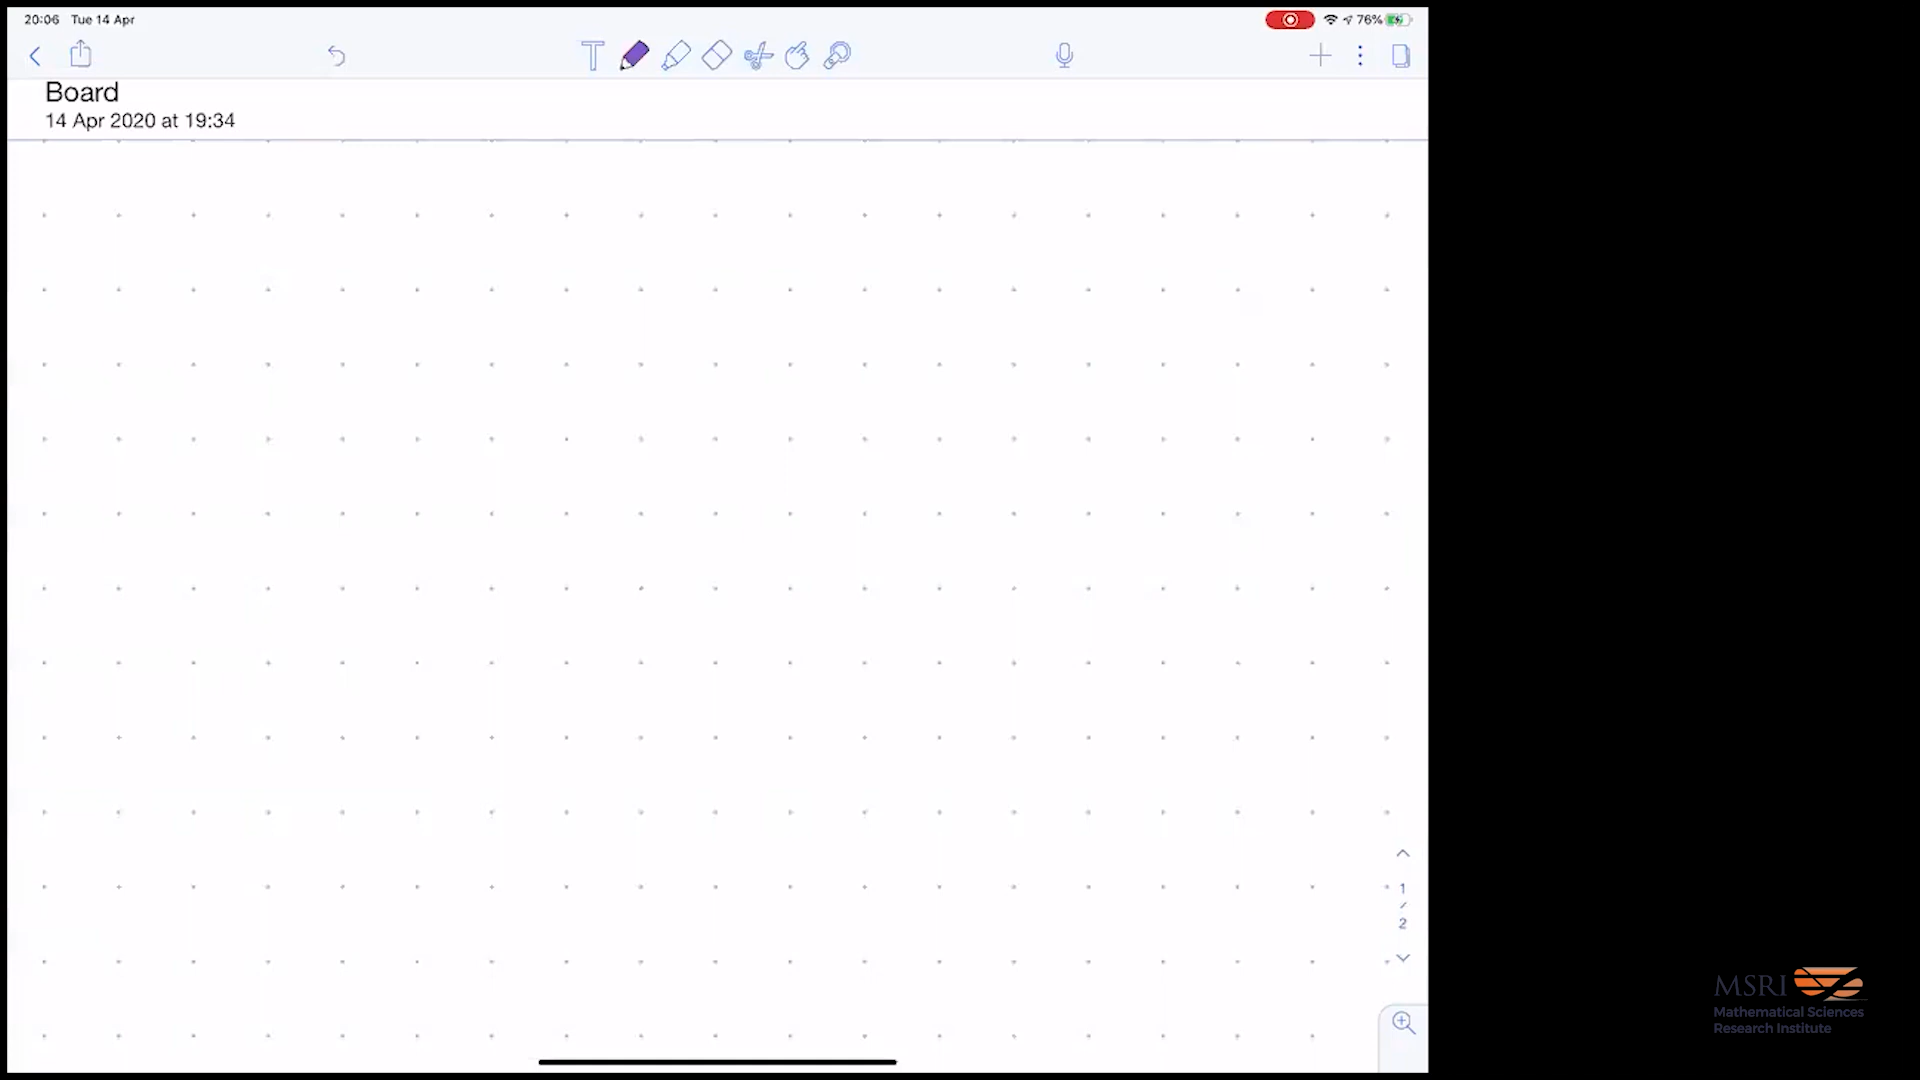 20:06 Tue 14 Apr
76%
Board
14 Apr 2020 at 19:34
1
/
2
MSRI
Mathematical Sciences
Research Institute